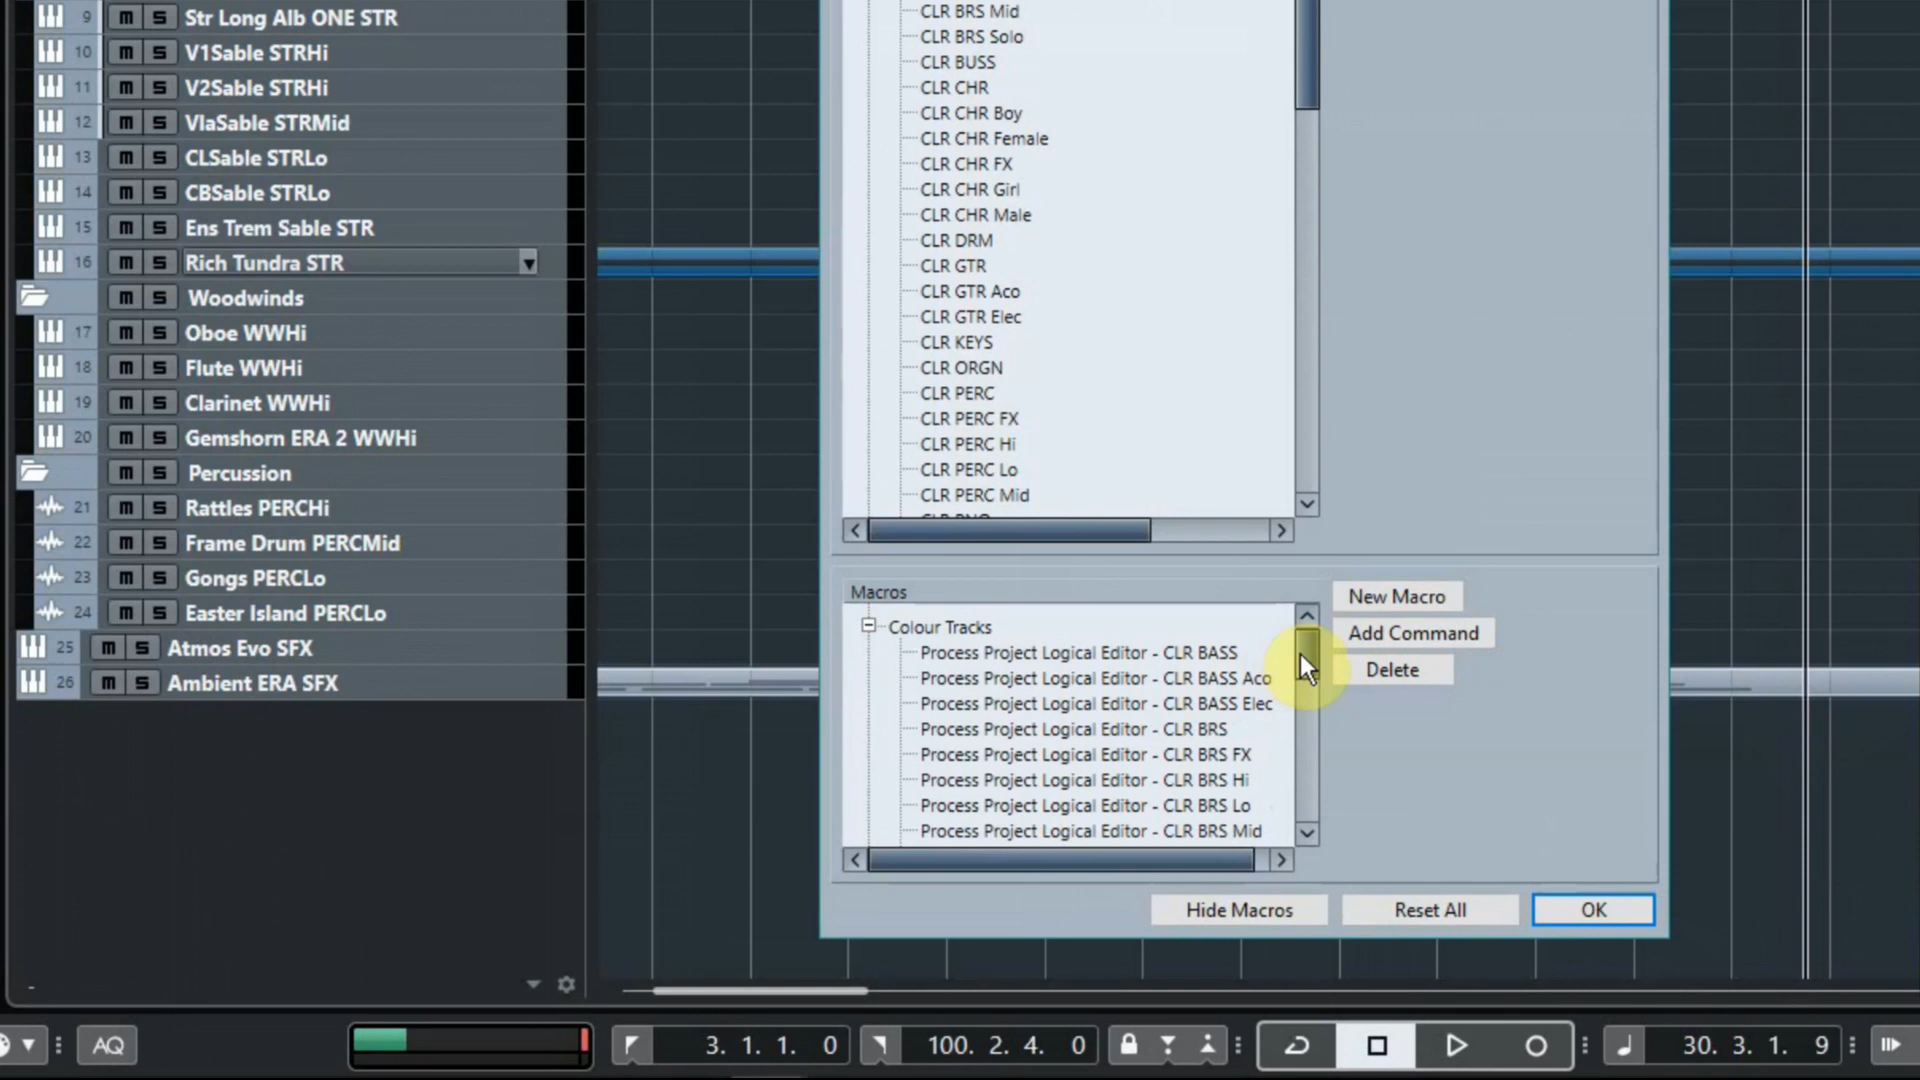 9 m S Str Long Alb ONE STR
10 m S V1Sable STRHi
11 m S V2Sable STRHi
12 m S VlaSable STRMid
13 m S CLSable STRLo
14 m S CBSable STRLo
15 m S Ens Trem Sable STR
16 m S Rich Tundra STR
m S Woodwinds
17 m S Oboe WWHi
18 m S Flute WWHi
19 m S Clarinet WWHi
20 m S Gemshorn ERA 2 WWHi
m S Percussion
21 m S Rattles PERCHi
22 m S Frame Drum PERCMid
23 m S Gongs PERCLo
24 m S Easter Island PERCLo
25 m S Atmos Evo SFX
26 m S Ambient ERA SFX
CLR BRS Mid
CLR BRS Solo
CLR BUSS
CLR CHR
CLR CHR Boy
CLR CHR Female
CLR CHR FX
CLR CHR Girl
CLR CHR Male
CLR DRM
CLR GTR
CLR GTR Aco
CLR GTR Elec
CLR KEYS
CLR ORGN
CLR PERC
CLR PERC FX
CLR PERC Hi
CLR PERC Lo
CLR PERC Mid
Macros
Colour Tracks
Process Project Logical Editor - CLR BASS
Process Project Logical Editor - CLR BASS Aco
Process Project Logical Editor - CLR BASS Elec
Process Project Logical Editor - CLR BRS
Process Project Logical Editor - CLR BRS FX
Process Project Logical Editor - CLR BRS Hi
Process Project Logical Editor - CLR BRS Lo
Process Project Logical Editor - CLR BRS Mid
New Macro
Add Command
Delete
Hide Macros
Reset All
OK
AQ
3. 1. 1. 0
100. 2. 4. 0
30. 3. 1. 9